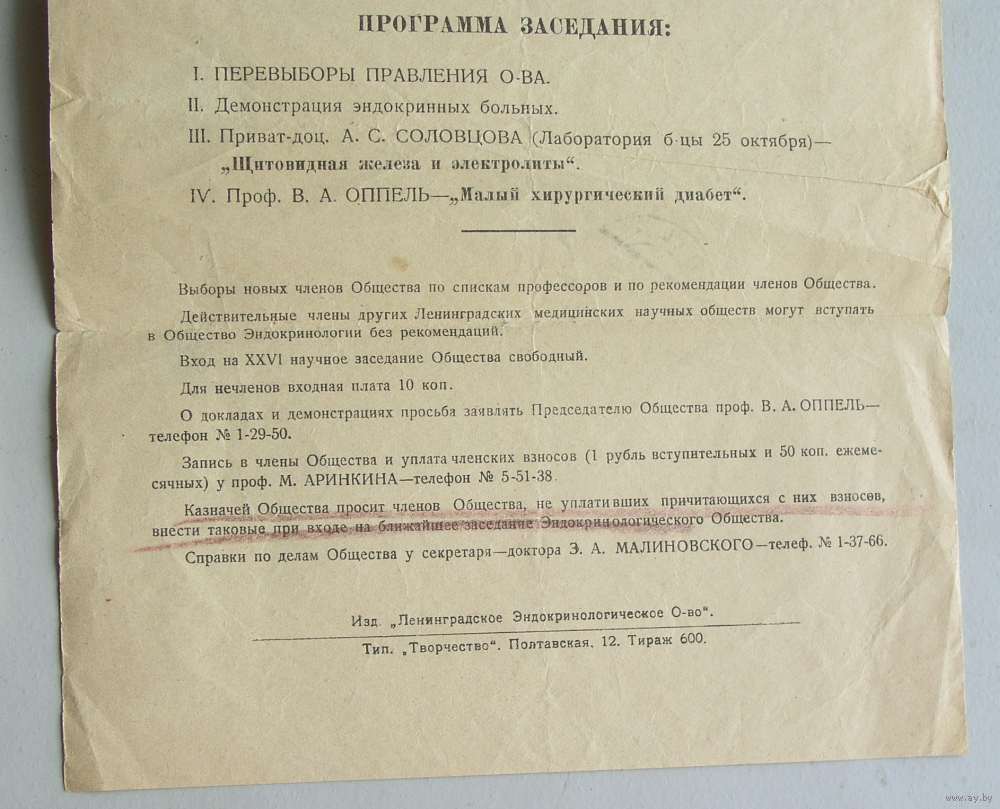 ПРОГРАММА ЗАСЕДАНИЯ:
I. ПЕРЕВЫБОРЫ ПРАВЛЕНИЯ О-ВА.
II. Демонстрация эндокринных больных.
III. Приват-доц. А. С. СОЛОВЦОВА (Лаборатория б-цы 25 октября)—
„Щитовидная железа и электролиты“.
IV. Проф. В. А. ОППЕЛЬ—„Малый хирургический диабет“.
Выборы новых членов Общества по спискам профессоров и по рекомендации членов Общества.
Действительные члены других Ленинградских медицинских научных обществ могут вступать
в Общество Эндокринологии без рекомендаций.
Вход на XXVI научное заседание Общества свободный.
Для нечленов входная плата 10 коп.
О докладах и демонстрациях просьба заявлять Председателю Общества проф. В. А. ОППЕЛЬ—
телефон № 1-29-50.
Запись в члены Общества и уплата членских взносов (1 рубль вступительных и 50 коп. ежеме-
сячных) у проф. М. АРИНКИНА—телефон № 5-51-38.
Казначей Общества просит членов Общества, не уплативших причитающихся с них взносов,
внести таковые при входе на ближайшее заседание Эндокринологического Общества.
Справки по делам Общества у секретаря—доктора Э. А. МАЛИНОВСКОГО—телеф. № 1-37-66.
Изд. „Ленинградское Эндокринологическое О-во“.
Тип. „Творчество“. Полтавская, 12. Тираж 600.
www.ay.by